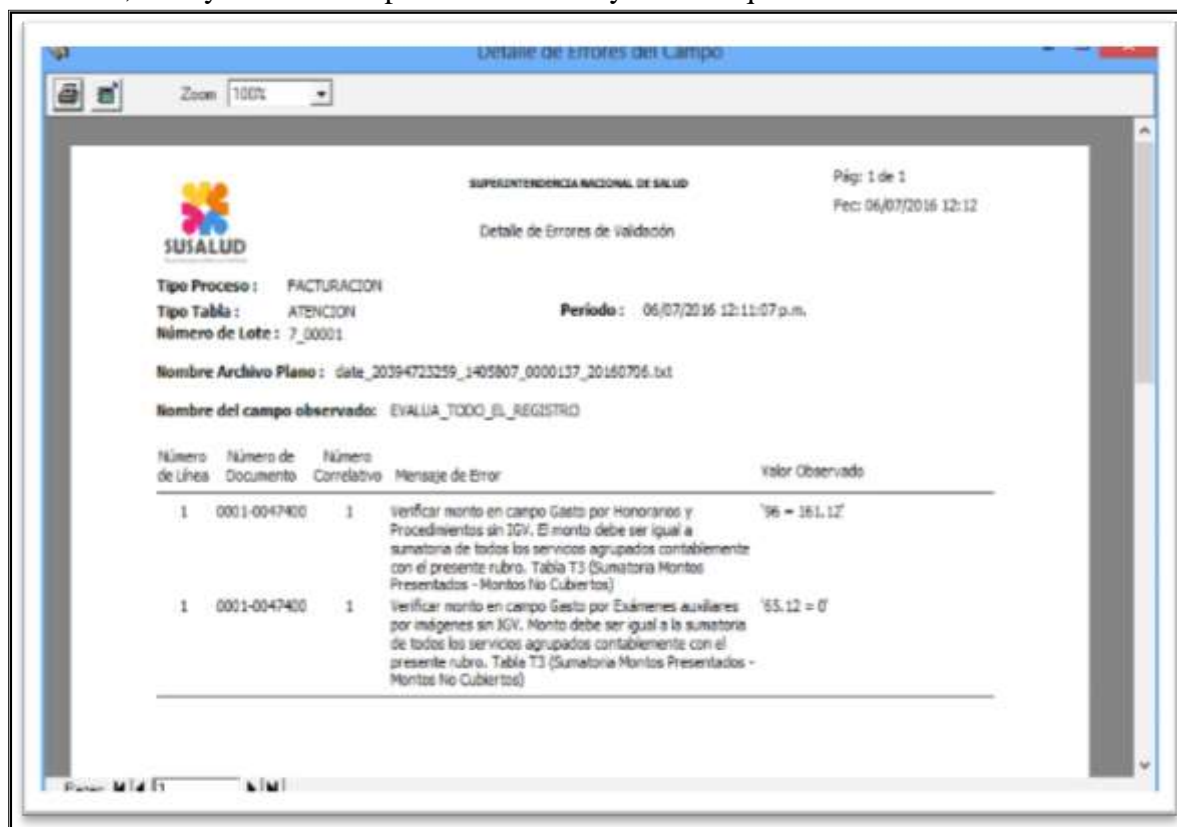 Detalle de Errores del Campo
Zoom 100%
SUPERINTENDENCIA NACIONAL DE SALUD
Pág: 1 de 1
Fec: 06/07/2016 12:12
Detalle de Errores de Validación
SUSALUD
Tipo Proceso : FACTURACION
Tipo Tabla : ATENCION
Periodo : 06/07/2016 12:11:07 p.m.
Número de Lote : 7_00001
Nombre Archivo Plano : date_20394723259_1405807_0000137_20160706.txt
Nombre del campo observado: EVALUA_TODO_EL_REGISTRO
Número de Línea Número de Documento Número Correlativo Mensaje de Error Valor Observado
1 0001-0047400 1 Verificar monto en campo Gasto por Honorarios y '96 = 161.12'
Procedimientos sin IGV. El monto debe ser igual a
sumatoria de todos los servicios agrupados contablemente
con el presente rubro. Tabla T3 (Sumatoria Montos
Presentados - Montos No Cubiertos)
1 0001-0047400 1 Verificar monto en campo Gasto por Exámenes auxiliares '65.12 = 0'
por imágenes sin IGV. Monto debe ser igual a la sumatoria
de todos los servicios agrupados contablemente con el
presente rubro. Tabla T3 (Sumatoria Montos Presentados -
Montos No Cubiertos)
1